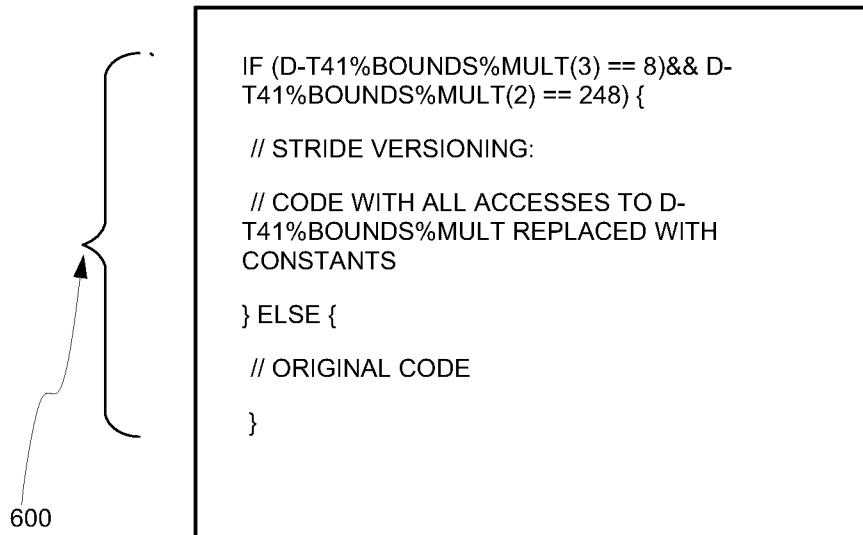 IF (D-T41%BOUNDS%MULT(3) == 8)&& D-
T41%BOUNDS%MULT(2) == 248) {
// STRIDE VERSIONING:
// CODE WITH ALL ACCESSES TO D-
T41%BOUNDS%MULT REPLACED WITH
CONSTANTS
} ELSE {
// ORIGINAL CODE
}
600